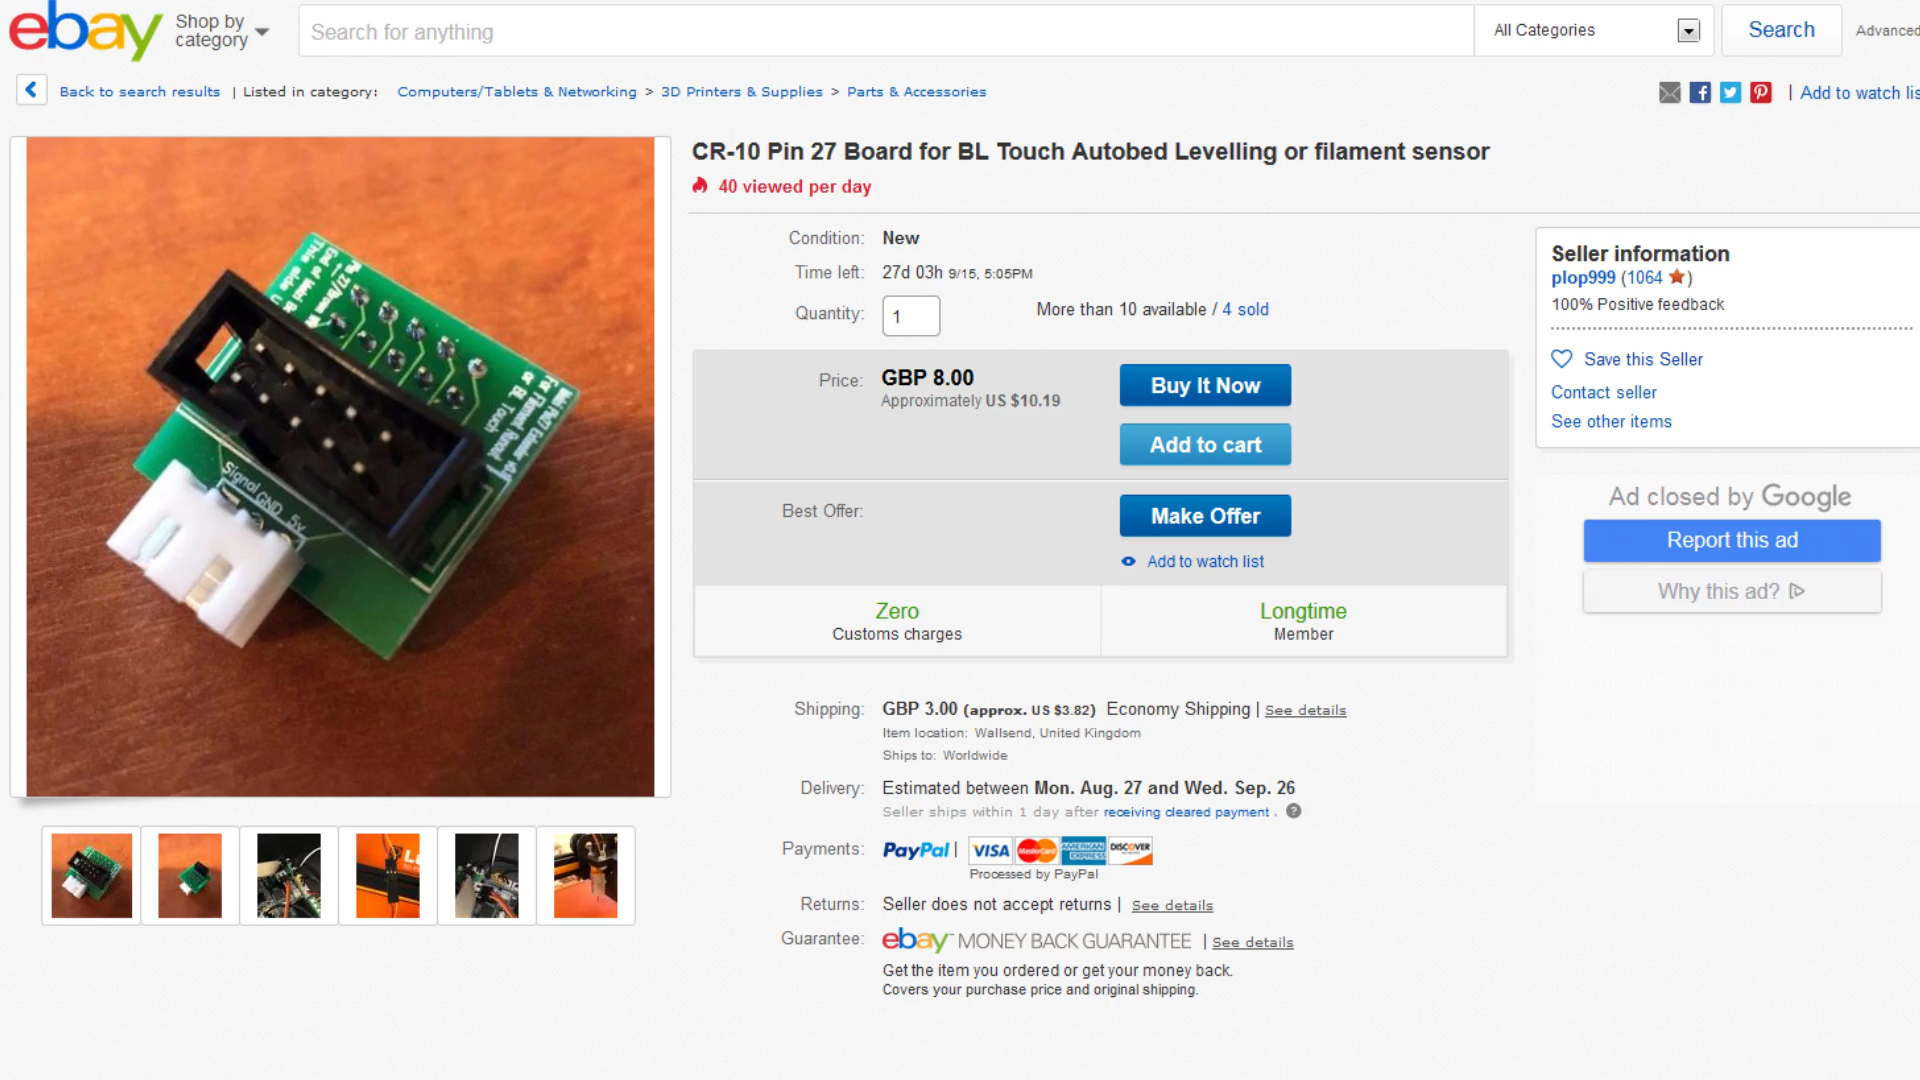 ebay
Shop by
category
Search for anything
All Categories
Search
Advanced
Back to search results | Listed in category: Computers/Tablets & Networking > 3D Printers & Supplies > Parts & Accessories
| Add to watch lis
CR-10 Pin 27 Board for BL Touch Autobed Levelling or filament sensor
40 viewed per day
Condition: New
Time left: 27d 03h 9/15, 5:05PM
Quantity: 1
More than 10 available / 4 sold
Price: GBP 8.00
Approximately US $10.19
Buy It Now
Add to cart
Best Offer:
Make Offer
Add to watch list
Zero
Customs charges
Longtime
Member
Shipping: GBP 3.00 (approx. US $3.82) Economy Shipping | See details
Item location: Wallsend, United Kingdom
Ships to: Worldwide
Delivery: Estimated between Mon. Aug. 27 and Wed. Sep. 26
Seller ships within 1 day after receiving cleared payment . ?
Payments: PayPal | VISA MasterCard AMERICAN EXPRESS DISCOVER
Processed by PayPal
Returns: Seller does not accept returns | See details
Guarantee: ebay™ MONEY BACK GUARANTEE | See details
Get the item you ordered or get your money back.
Covers your purchase price and original shipping.
Seller information
plop999 (1064 ★)
100% Positive feedback
Save this Seller
Contact seller
See other items
Ad closed by Google
Report this ad
Why this ad?
Signal GND 5v
or BL Touch